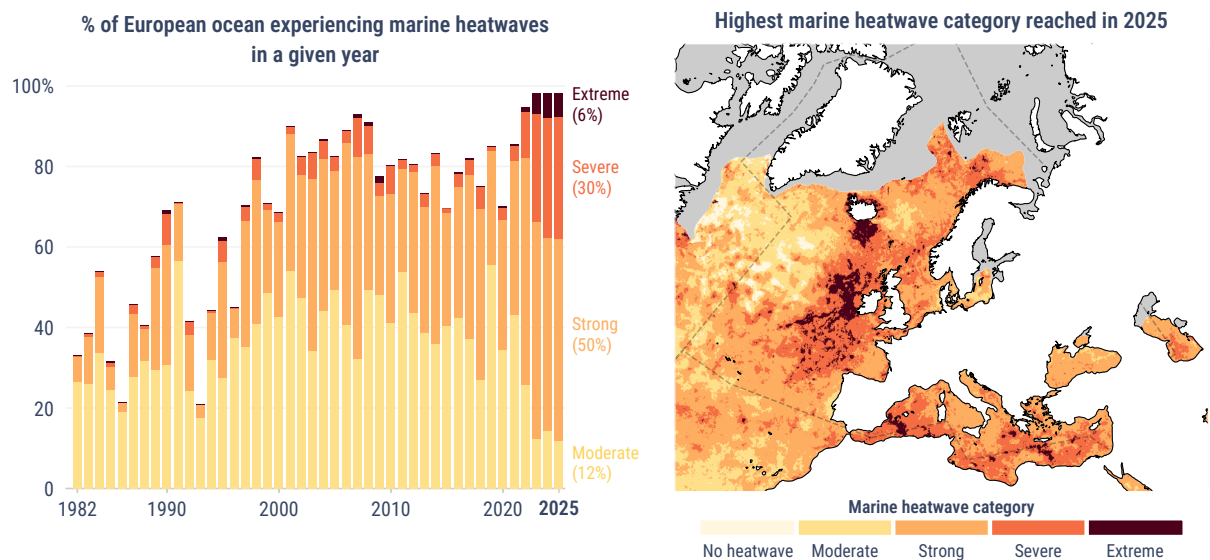 % of European ocean experiencing marine heatwaves
in a given year
100%
80
60
40
20
0
1982
1990
2000
2010
2020
2025
Extreme
(6%)
Severe
(30%)
Strong
(50%)
Moderate
(12%)
Highest marine heatwave category reached in 2025
Marine heatwave category
No heatwave
Moderate
Strong
Severe
Extreme